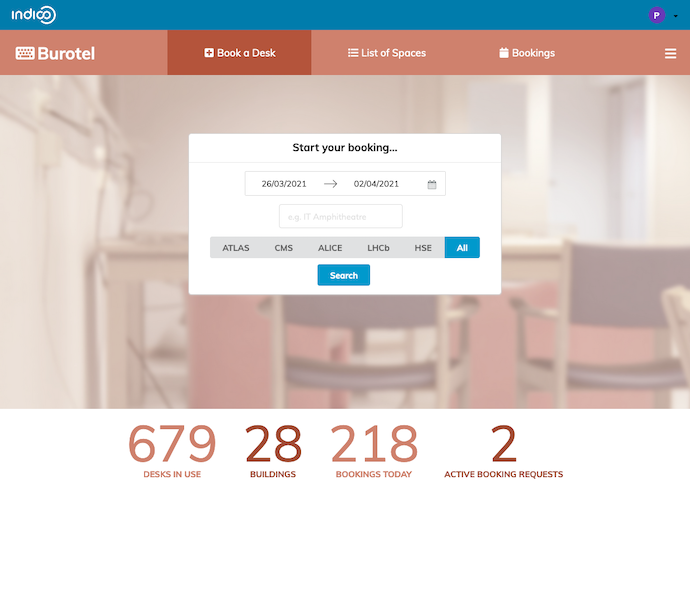 indico
P
Burotel
Book a Desk
List of Spaces
Bookings
Start your booking...
26/03/2021
02/04/2021
e.g. IT Amphitheatre
ATLAS CMS ALICE LHCb HSE All
Search
679 28 218 2
DESKS IN USE BUILDINGS BOOKINGS TODAY ACTIVE BOOKING REQUESTS